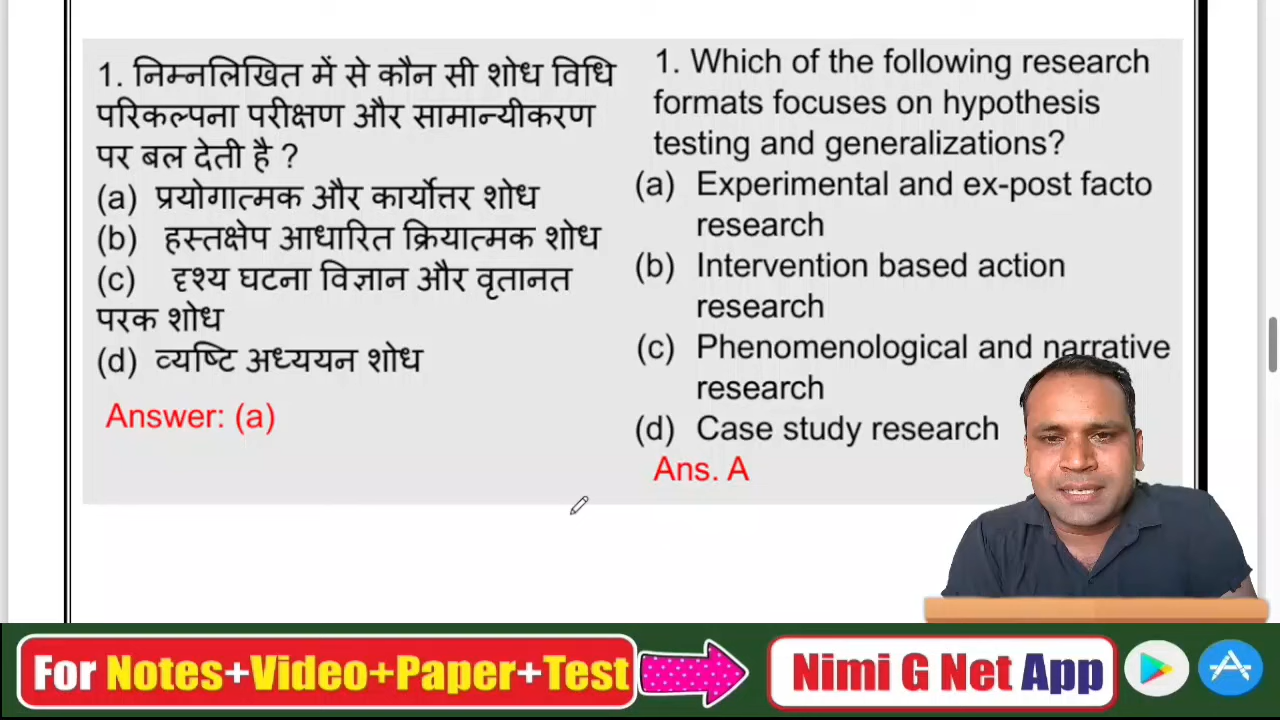 1. निम्नलिखित में से कौन सी शोध विधि
परिकल्पना परीक्षण और सामान्यीकरण
पर बल देती है ?
(a) प्रयोगात्मक और कार्योत्तर शोध
(b) हस्तक्षेप आधारित क्रियात्मक शोध
(c) दृश्य घटना विज्ञान और वृतानत
परक शोध
(d) व्यष्टि अध्ययन शोध
Answer: (a)
1. Which of the following research
formats focuses on hypothesis
testing and generalizations?
(a) Experimental and ex-post facto
research
(b) Intervention based action
research
(c) Phenomenological and narrative
research
(d) Case study research
Ans. A
For Notes+Video+Paper+Test
Nimi G Net App